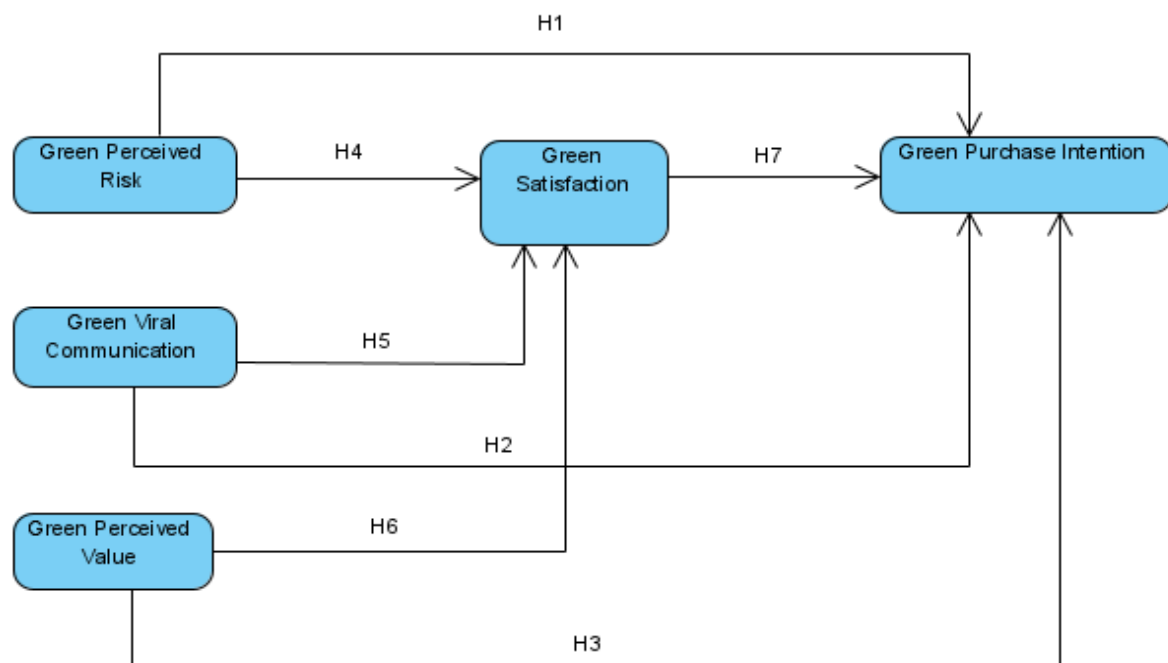 H1
Green Perceived
Risk
H4
Green
Satisfaction
H7
Green Purchase Intention
Green Viral
Communication
H5
H2
Green Perceived
Value
H6
H3